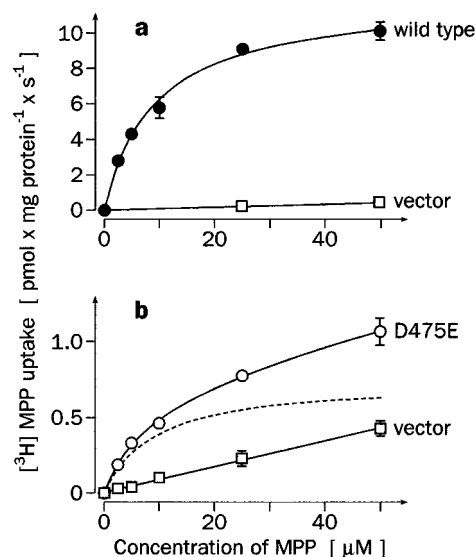 a
10
8
6
4
2
0
wild type
vector
0
20
40
b
1.0
0.5
0
D475E
vector
0
20
40
[³H] MPP uptake [ pmol x mg protein⁻¹ x s⁻¹ ]
Concentration of MPP [ µM ]